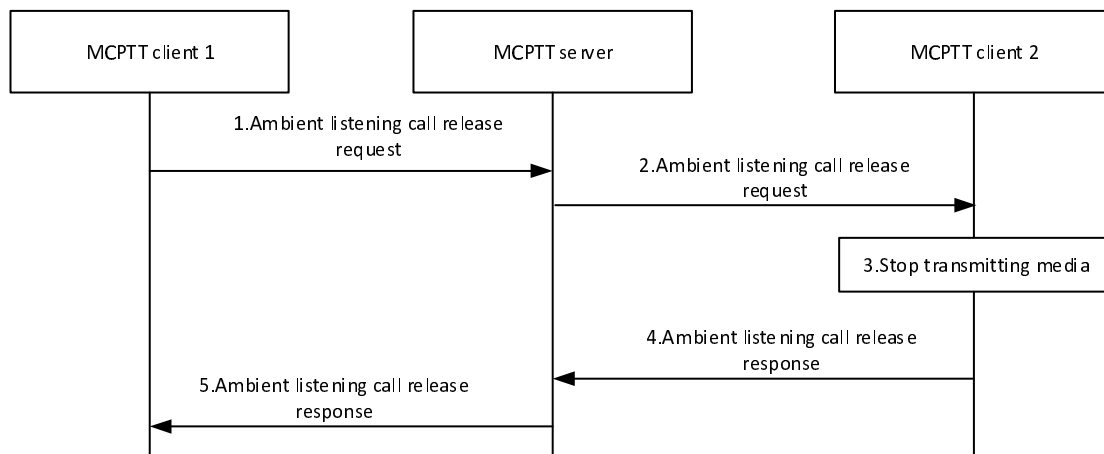 MCPTT client 1
MCPTT server
MCPTT client 2
1.Ambient listening call release
request
2.Ambient listening call release
request
3.Stop transmitting media
4.Ambient listening call release
response
5.Ambient listening call release
response